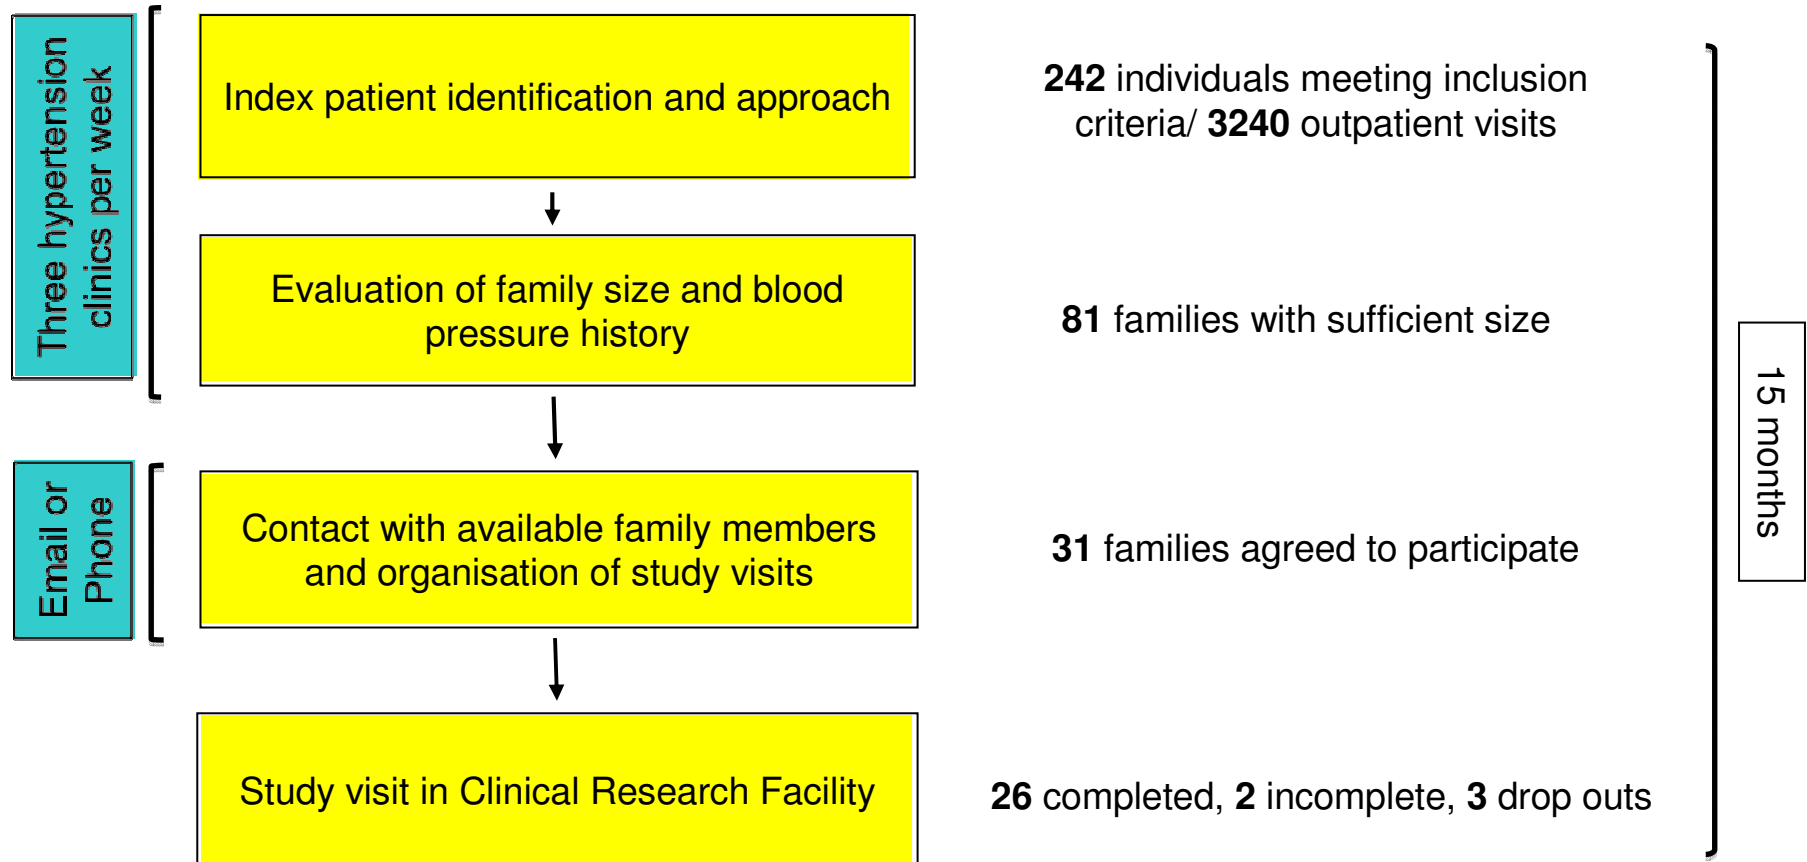 Three hypertension
clinics per week
Index patient identification and approach
242 individuals meeting inclusion
criteria/ 3240 outpatient visits
Evaluation of family size and blood
pressure history
81 families with sufficient size
Email or
Phone
Contact with available family members
and organisation of study visits
31 families agreed to participate
Study visit in Clinical Research Facility
26 completed, 2 incomplete, 3 drop outs
15 months